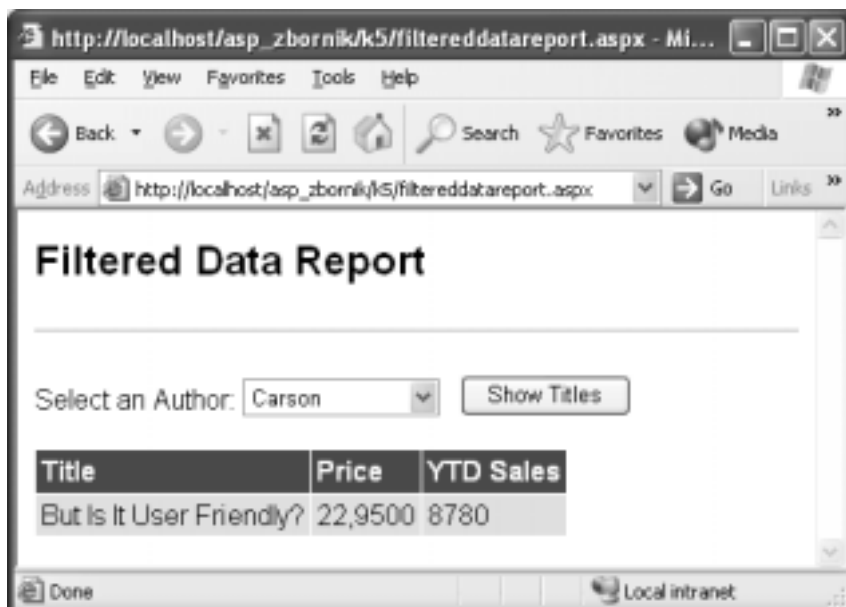 http://localhost/asp_zbornik/k5/filtereddatareport.aspx - Mi...
File Edit View Favorites Tools Help
Back Search Favorites Media
Address http://localhost/asp_zbornik/k5/filtereddatareport.aspx Go Links
Filtered Data Report
Select an Author: Carson Show Titles
Title Price YTD Sales
But Is It User Friendly? 22,9500 8780
Done Local intranet